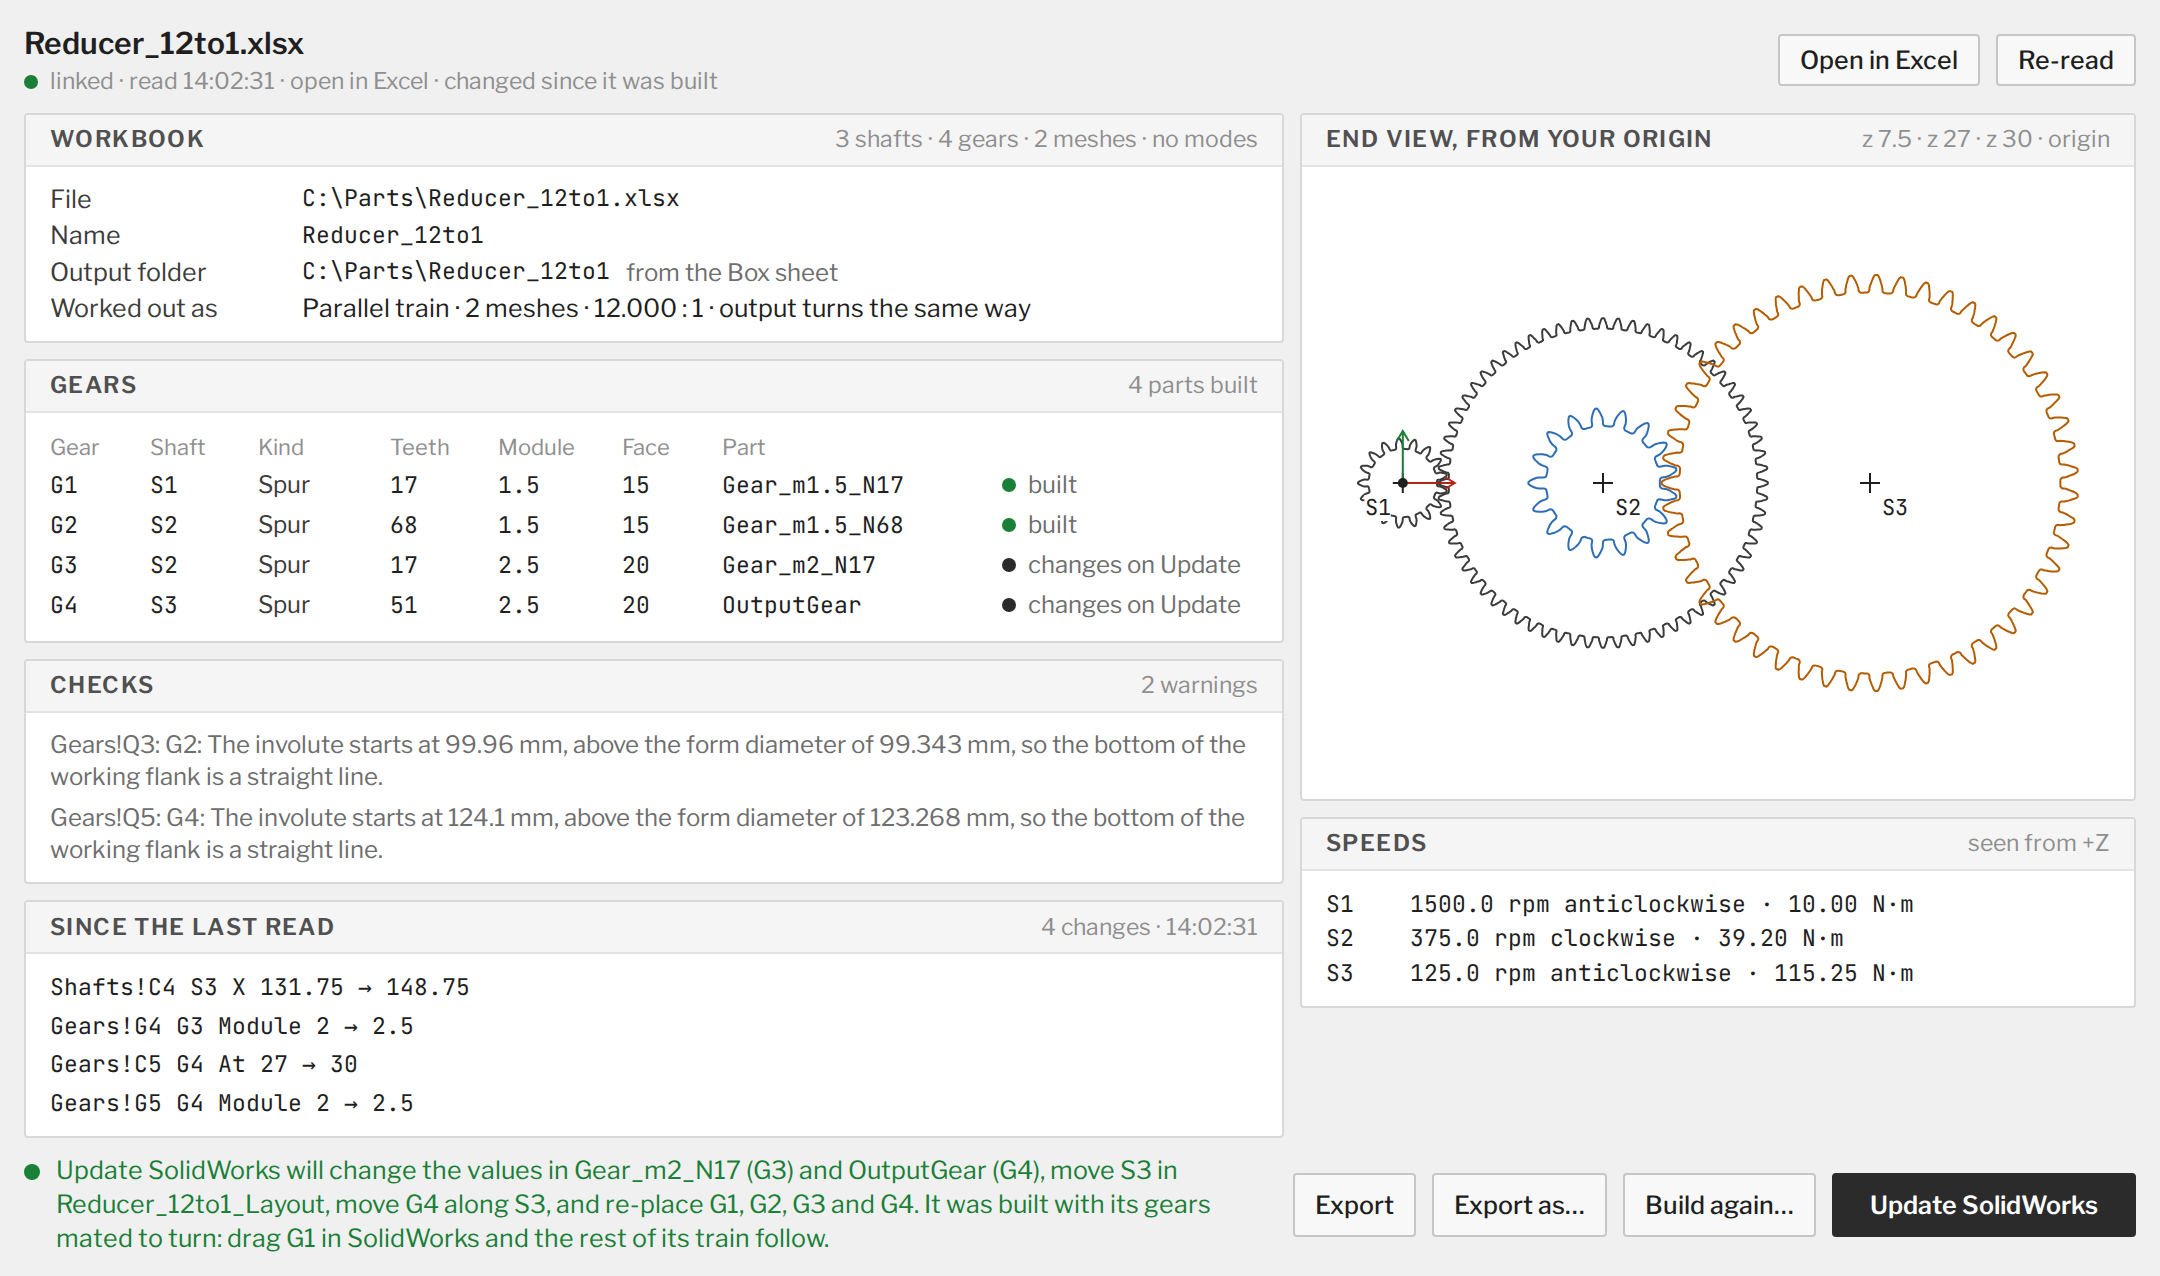 Reducer_12to1.xlsx
linked · read 14:02:31 · open in Excel · changed since it was built
Open in Excel
Re-read
WORKBOOK
3 shafts · 4 gears · 2 meshes · no modes
File C:\Parts\Reducer_12to1.xlsx
Name Reducer_12to1
Output folder C:\Parts\Reducer_12to1 from the Box sheet
Worked out as Parallel train · 2 meshes · 12.000 : 1 · output turns the same way
GEARS
4 parts built
Gear Shaft Kind Teeth Module Face Part
G1 S1 Spur 17 1.5 15 Gear_m1.5_N17 built
G2 S2 Spur 68 1.5 15 Gear_m1.5_N68 built
G3 S2 Spur 17 2.5 20 Gear_m2_N17 changes on Update
G4 S3 Spur 51 2.5 20 OutputGear changes on Update
CHECKS
2 warnings
Gears!Q3: G2: The involute starts at 99.96 mm, above the form diameter of 99.343 mm, so the bottom of the
working flank is a straight line.
Gears!Q5: G4: The involute starts at 124.1 mm, above the form diameter of 123.268 mm, so the bottom of the
working flank is a straight line.
SINCE THE LAST READ
4 changes · 14:02:31
Shafts!C4 S3 X 131.75 → 148.75
Gears!G4 G3 Module 2 → 2.5
Gears!C5 G4 At 27 → 30
Gears!G5 G4 Module 2 → 2.5
END VIEW, FROM YOUR ORIGIN
z 7.5 · z 27 · z 30 · origin
S1
S2
S3
SPEEDS
seen from +Z
S1 1500.0 rpm anticlockwise · 10.00 N·m
S2 375.0 rpm clockwise · 39.20 N·m
S3 125.0 rpm anticlockwise · 115.25 N·m
Update SolidWorks will change the values in Gear_m2_N17 (G3) and OutputGear (G4), move S3 in
Reducer_12to1_Layout, move G4 along S3, and re-place G1, G2, G3 and G4. It was built with its gears
mated to turn: drag G1 in SolidWorks and the rest of its train follow.
Export
Export as...
Build again...
Update SolidWorks